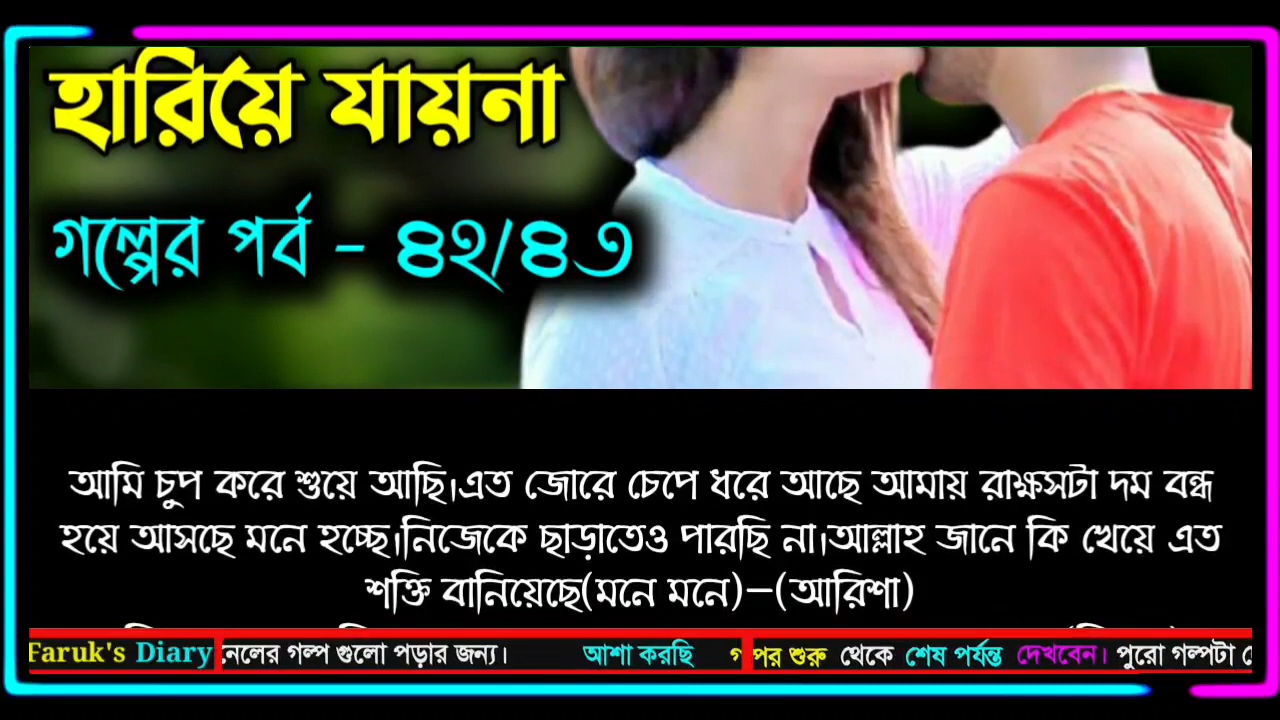 হারিয়ে যায়না
গল্পের পর্ব - ৪২/৪৩
আমি চুপ করে শুয়ে আছি।এত জোরে চেপে ধরে আছে আমায় রাক্ষসটা দম বন্ধ
হয়ে আসছে মনে হচ্ছে।নিজেকে ছাড়াতেও পারছি না।আল্লাহ জানে কি খেয়ে এত
শক্তি বানিয়েছে(মনে মনে)—(আরিশা)
Faruk's Diary নেলের গল্প গুলো পড়ার জন্য। আশা করছি গপর শুরু থেকে শেষ পর্যন্ত দেখবেন। পুরো গল্পটা